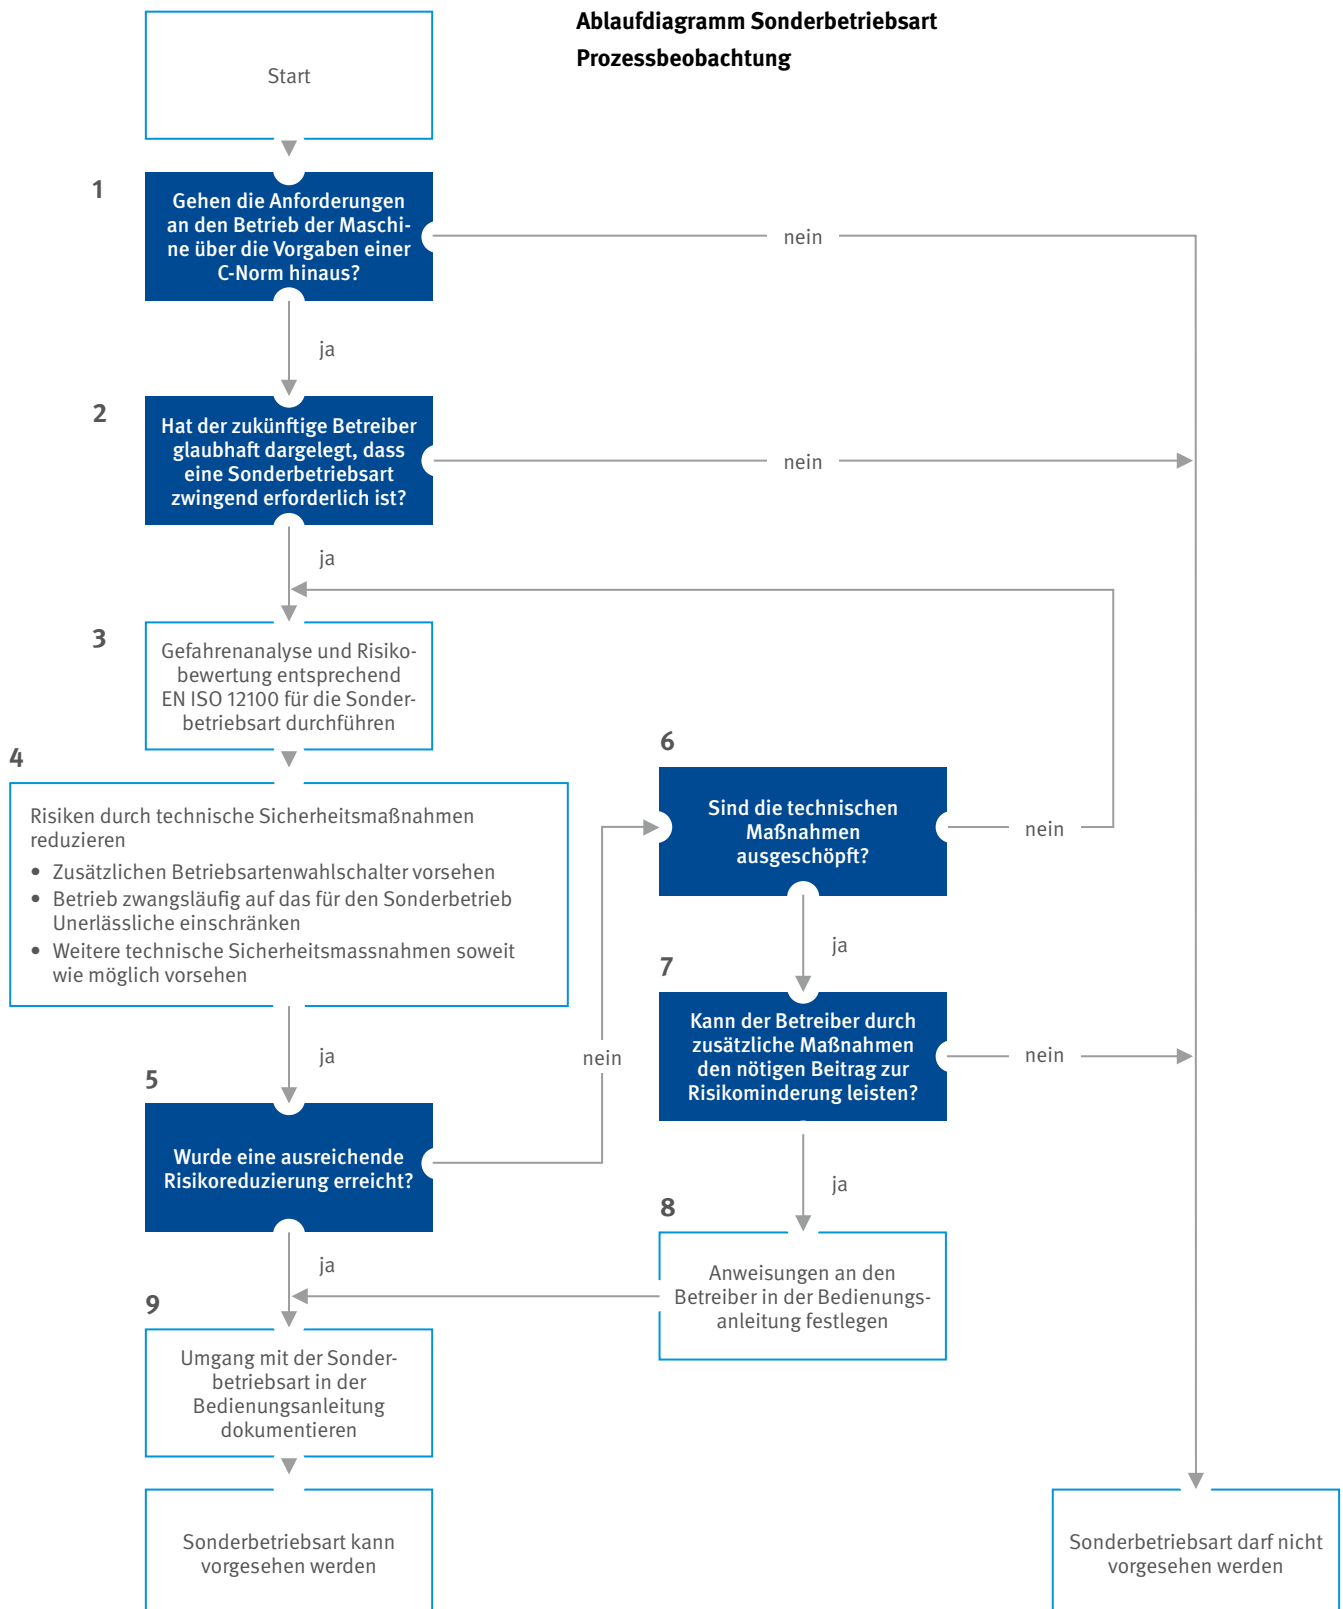 Ablaufdiagramm Sonderbetriebsart
Prozessbeobachtung
Start
1
Gehen die Anforderungen
an den Betrieb der Maschi-
ne über die Vorgaben einer
C-Norm hinaus?
nein
ja
2
Hat der zukünftige Betreiber
glaubhaft dargelegt, dass
eine Sonderbetriebsart
zwingend erforderlich ist?
nein
ja
3
Gefahrenanalyse und Risiko-
bewertung entsprechend
EN ISO 12100 für die Sonder-
betriebsart durchführen
4
Risiken durch technische Sicherheitsmaßnahmen
reduzieren
• Zusätzlichen Betriebsartenwahlschalter vorsehen
• Betrieb zwangsläufig auf das für den Sonderbetrieb
Unerlässliche einschränken
• Weitere technische Sicherheitsmassnahmen soweit
wie möglich vorsehen
ja
5
Wurde eine ausreichende
Risikoreduzierung erreicht?
nein
ja
6
Sind die technischen
Maßnahmen
ausgeschöpft?
nein
ja
7
Kann der Betreiber durch
zusätzliche Maßnahmen
den nötigen Beitrag zur
Risikominderung leisten?
nein
ja
8
Anweisungen an den
Betreiber in der Bedienungs-
anleitung festlegen
9
Umgang mit der Sonder-
betriebsart in der
Bedienungsanleitung
dokumentieren
Sonderbetriebsart kann
vorgesehen werden
Sonderbetriebsart darf nicht
vorgesehen werden